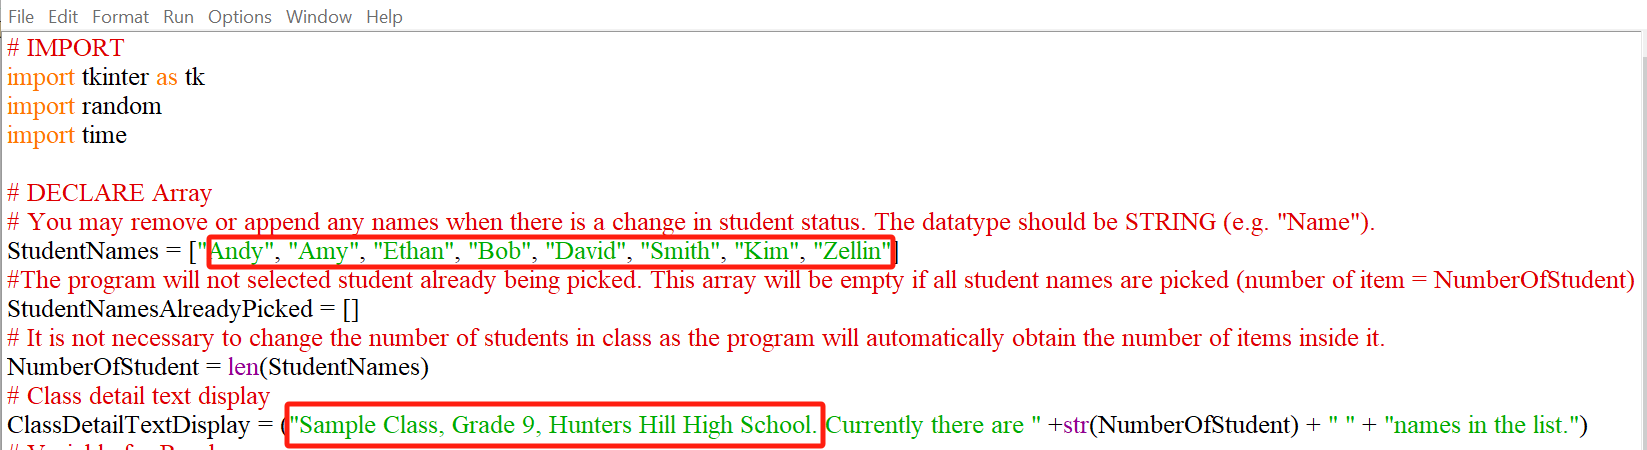 File Edit Format Run Options Window Help
# IMPORT
import tkinter as tk
import random
import time
# DECLARE Array
# You may remove or append any names when there is a change in student status. The datatype should be STRING (e.g. "Name").
StudentNames = ["Andy", "Amy", "Ethan", "Bob", "David", "Smith", "Kim", "Zellin"]
#The program will not selected student already being picked. This array will be empty if all student names are picked (number of item = NumberOfStudent)
StudentNamesAlreadyPicked = []
# It is not necessary to change the number of students in class as the program will automatically obtain the number of items inside it.
NumberOfStudent = len(StudentNames)
# Class detail text display
ClassDetailTextDisplay = ("Sample Class, Grade 9, Hunters Hill High School. Currently there are " +str(NumberOfStudent) + " " + "names in the list.")